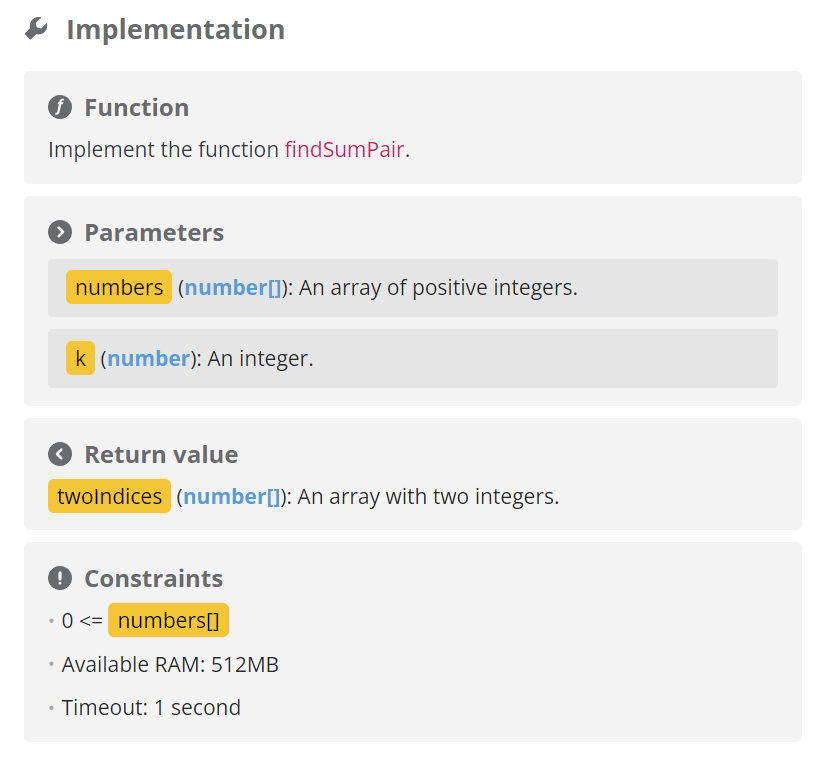 Implementation
Function
Implement the function findSumPair.
Parameters
numbers (number[]): An array of positive integers.
k (number): An integer.
Return value
twoIndices (number[]): An array with two integers.
Constraints
• 0 <= numbers[]
• Available RAM: 512MB
• Timeout: 1 second